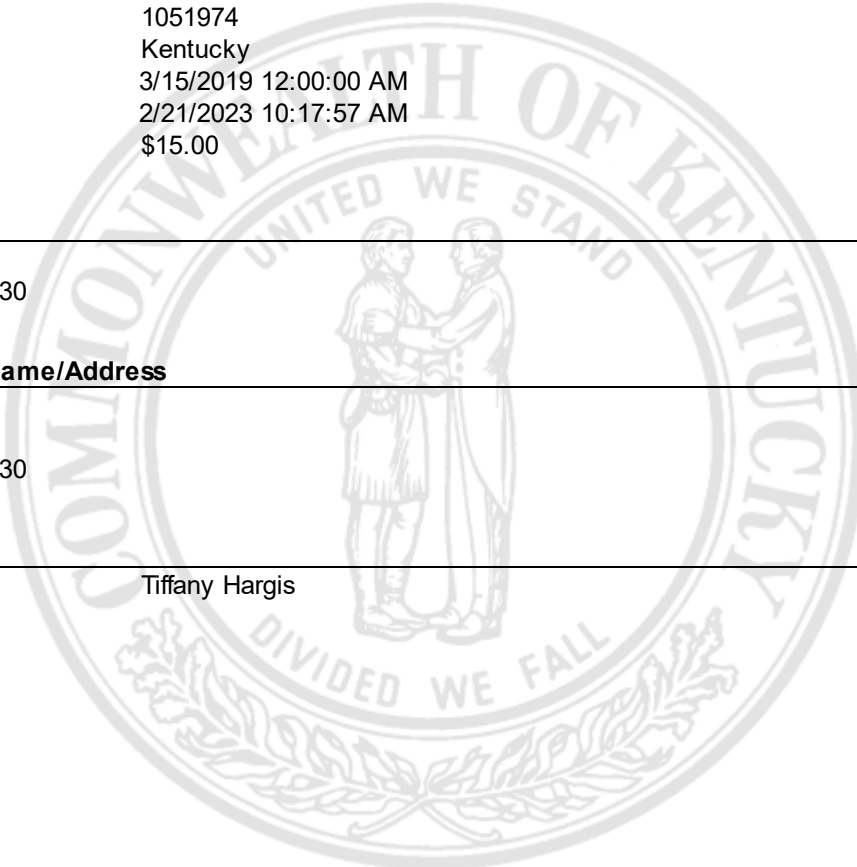 1051974
Kentucky
3/15/2019 12:00:00 AM
2/21/2023 10:17:57 AM
$15.00
COMMONWEALTH OF KENTUCKY
UNITED WE STAND
30
ame/Address
30
Tiffany Hargis
DIVIDED WE FALL